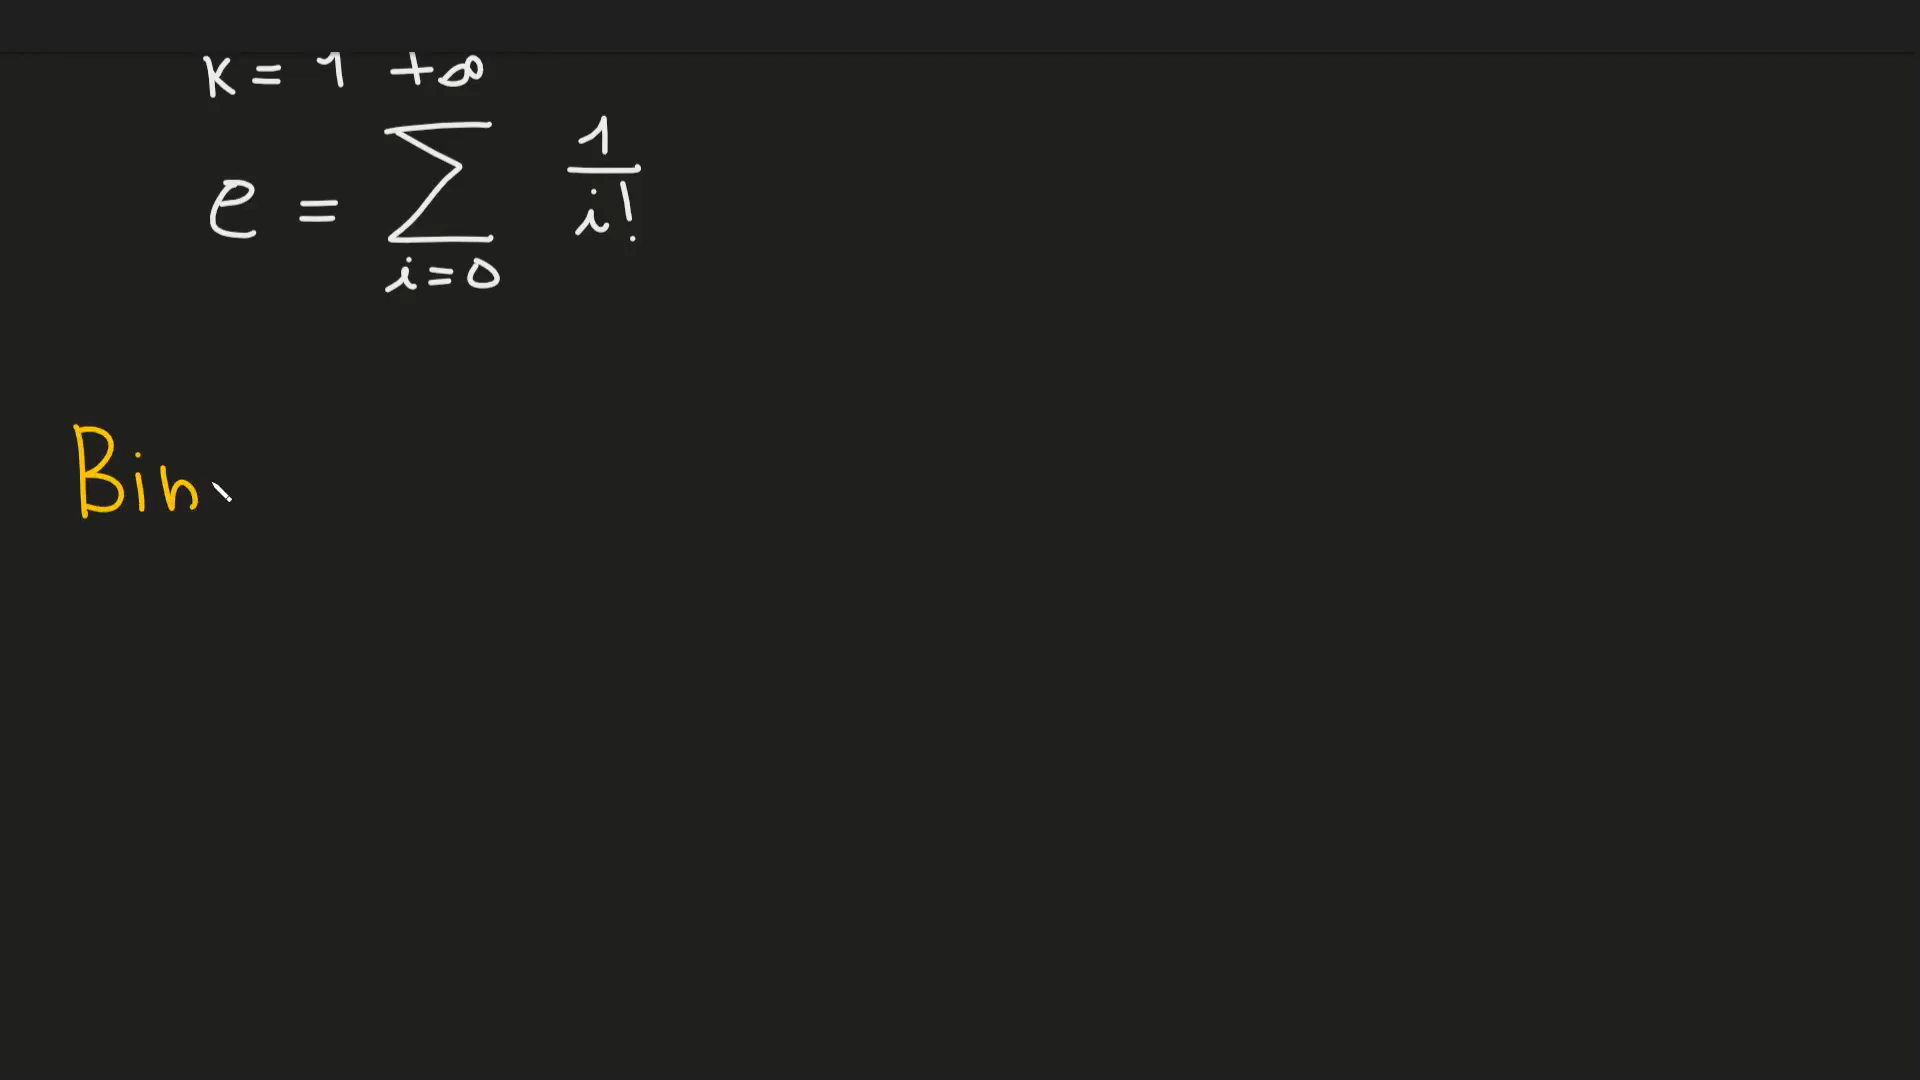 k = 1 +∞
e = ∑ 1/i!
i=0
Bin